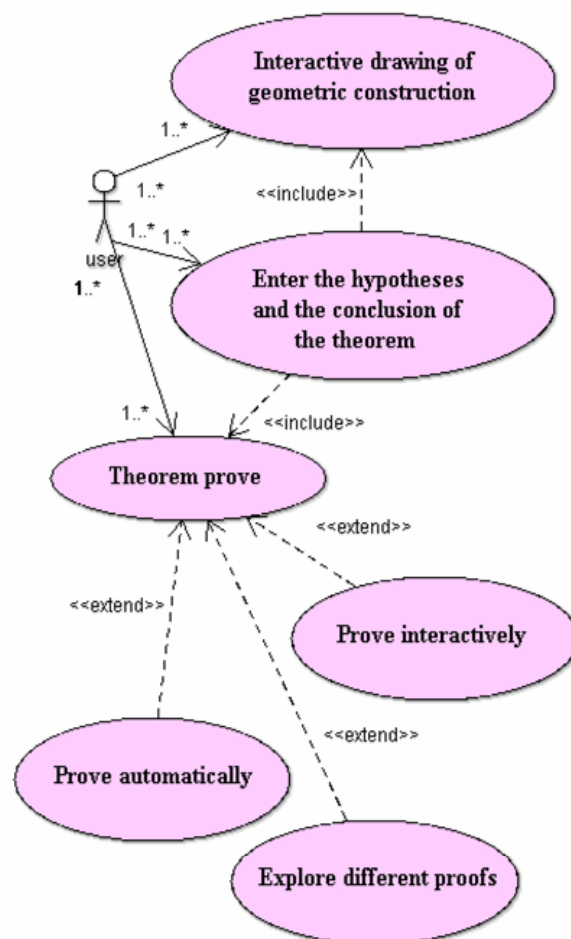 Interactive drawing of
geometric construction
1..*
1..*
<<include>>
1..* 1..*
user
1..*
Enter the hypotheses
and the conclusion of
the theorem
1..*
<<include>>
Theorem prove
<<extend>>
<<extend>>
Prove interactively
<<extend>>
Prove automatically
Explore different proofs